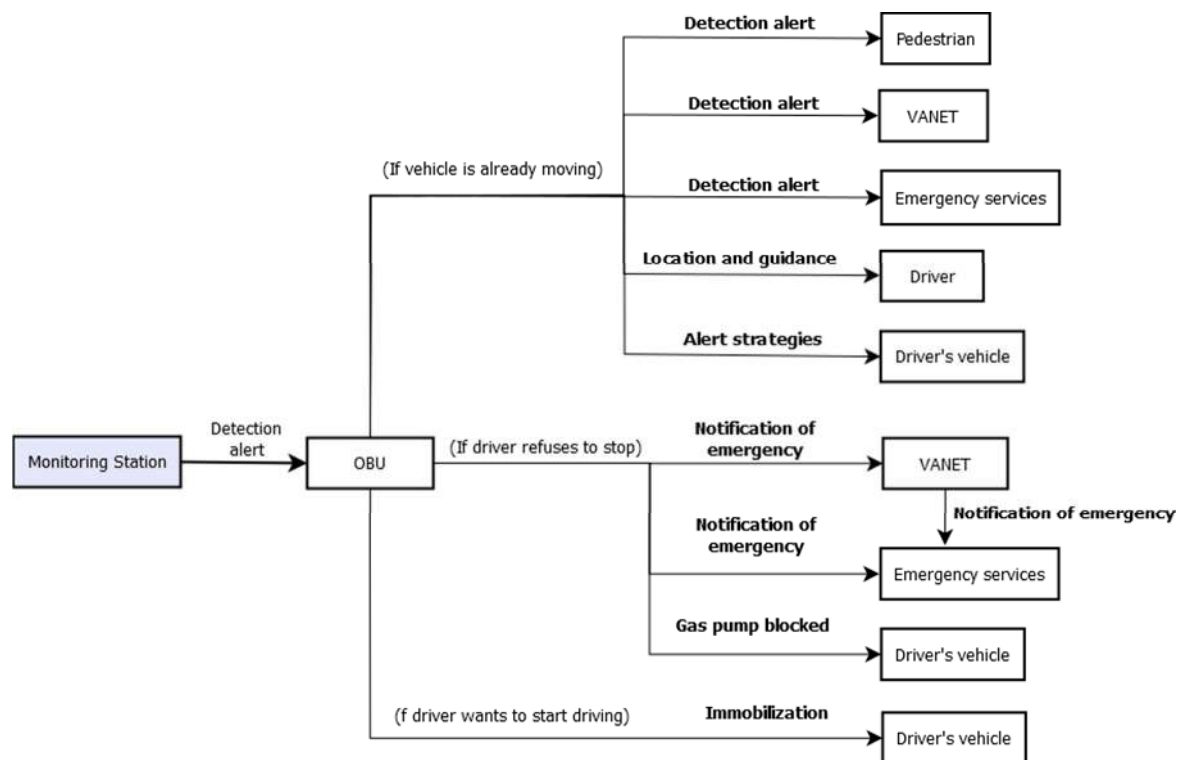 Detection alert
Pedestrian
Detection alert
VANET
(If vehicle is already moving)
Detection alert
Emergency services
Location and guidance
Driver
Alert strategies
Driver's vehicle
Monitoring Station
Detection
alert
OBU
(If driver refuses to stop)
Notification of
emergency
VANET
Notification of emergency
Notification of
emergency
Emergency services
Gas pump blocked
Driver's vehicle
(f driver wants to start driving)
Immobilization
Driver's vehicle